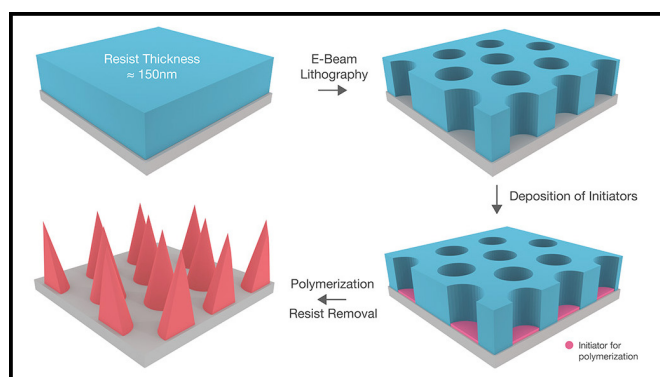 Resist Thickness
≈ 150nm
E-Beam
Lithography
Deposition of Initiators
Polymerization
Resist Removal
Initiator for
polymerization